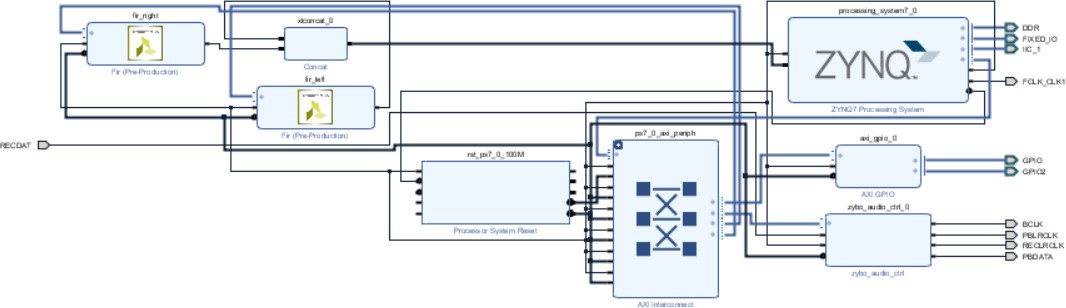 fir_right
Fir (Pre-Production)
xlconcat_0
Concat
fir_left
Fir (Pre-Production)
processing_system7_0
ZYNQ
ZYNQ7 Processing System
DDR
FIXED_IO
IIC_1
FCLK_CLK1
RECDAT
rst_ps7_0_100M
Processor System Reset
ps7_0_axi_periph
AXI Interconnect
axi_gpio_0
AXI GPIO
GPIO
GPIO2
zybo_audio_ctrl_0
zybo_audio_ctrl
BCLK
PBLRCLK
RECLRCLK
PBDATA